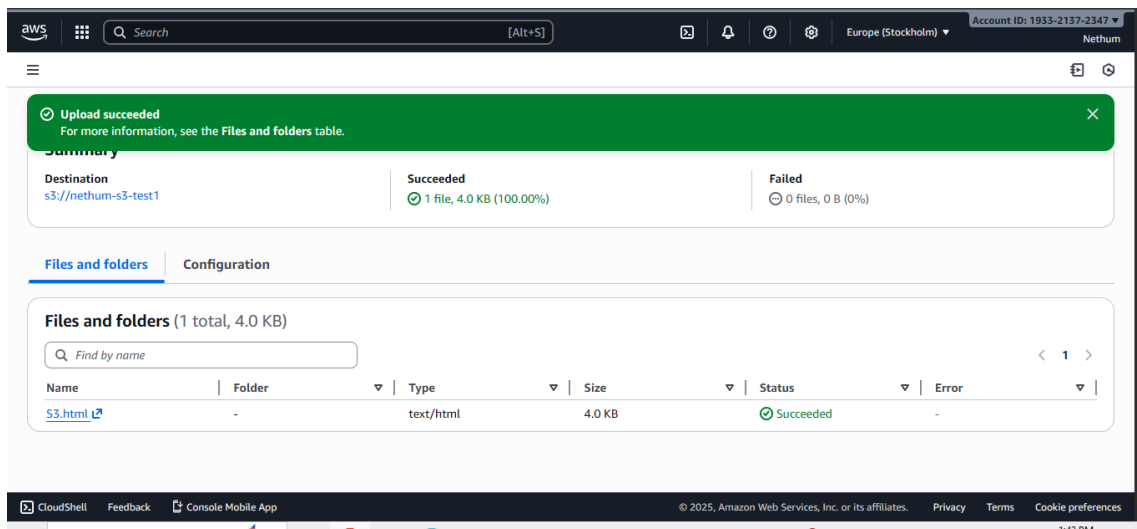 aws
Search [Alt+S]
Europe (Stockholm) ▼
Account ID: 1933-2137-2347 ▼
Nethum
Upload succeeded
For more information, see the Files and folders table.
Summary
Destination Succeeded Failed
s3://nethum-s3-test1 1 file, 4.0 KB (100.00%) 0 files, 0 B (0%)
Files and folders Configuration
Files and folders (1 total, 4.0 KB)
Find by name
1
Name Folder Type Size Status Error
S3.html - text/html 4.0 KB Succeeded -
CloudShell Feedback Console Mobile App © 2025, Amazon Web Services, Inc. or its affiliates. Privacy Terms Cookie preferences
1:43 PM